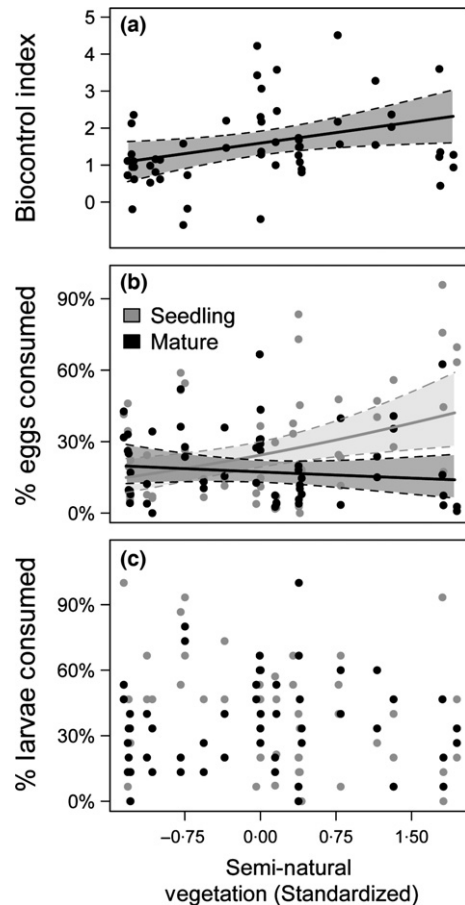 (a)
Biocontrol index
5
4
3
2
1
0
(b)
% eggs consumed
90%
60%
30%
0%
Seedling
Mature
(c)
% larvae consumed
90%
60%
30%
0%
−0·75 0·00 0·75 1·50
Semi-natural
vegetation (Standardized)